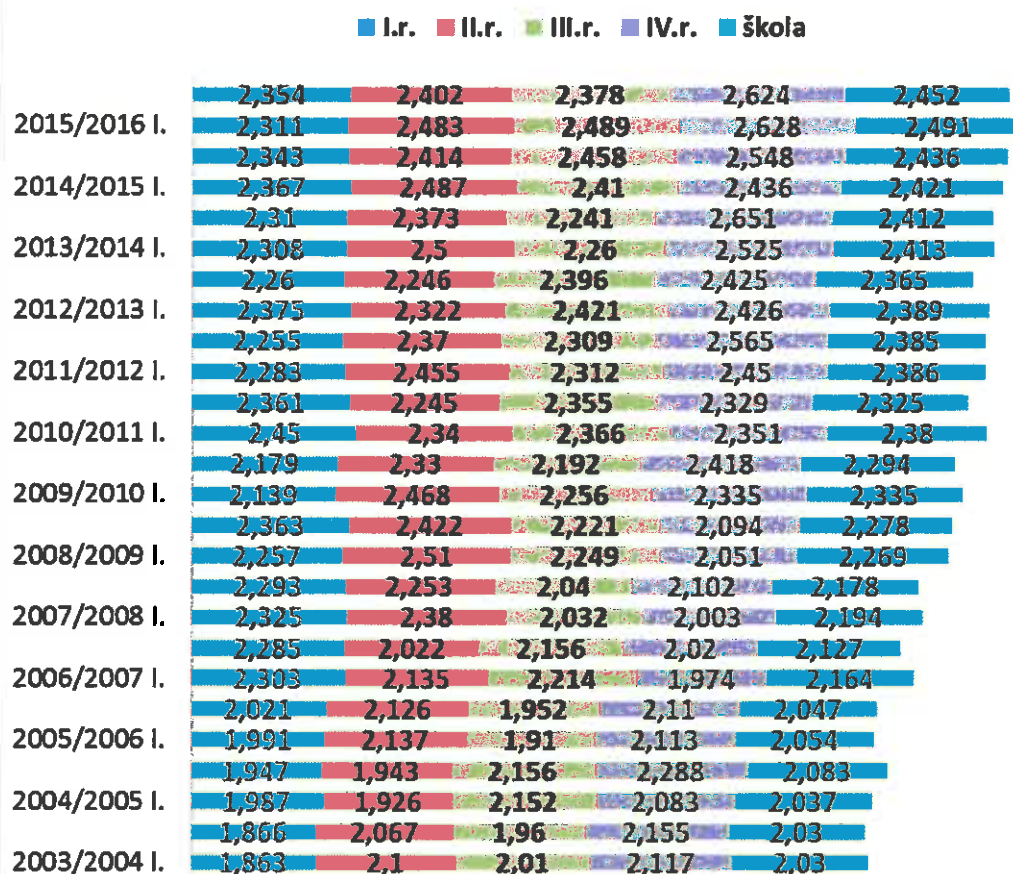 I.r. II.r. III.r. IV.r. škola
2,354 2,402 2,378 2,624 2,452
2015/2016 I. 2,311 2,483 2,489 2,628 2,491
2,343 2,414 2,458 2,548 2,436
2014/2015 I. 2,367 2,487 2,41 2,436 2,421
2,31 2,373 2,241 2,651 2,412
2013/2014 I. 2,308 2,5 2,26 2,525 2,413
2,26 2,246 2,396 2,425 2,365
2012/2013 I. 2,375 2,322 2,421 2,426 2,389
2,255 2,37 2,309 2,565 2,385
2011/2012 I. 2,283 2,455 2,312 2,45 2,386
2,361 2,245 2,355 2,329 2,325
2010/2011 I. 2,45 2,34 2,366 2,351 2,38
2,179 2,33 2,192 2,418 2,294
2009/2010 I. 2,139 2,468 2,256 2,335 2,335
2,363 2,422 2,221 2,094 2,278
2008/2009 I. 2,257 2,51 2,249 2,051 2,269
2,293 2,253 2,04 2,102 2,178
2007/2008 I. 2,325 2,38 2,032 2,003 2,194
2,285 2,022 2,156 2,02 2,127
2006/2007 I. 2,303 2,135 2,214 1,974 2,164
2,021 2,126 1,952 2,11 2,047
2005/2006 I. 1,991 2,137 1,91 2,113 2,054
1,947 1,943 2,156 2,288 2,083
2004/2005 I. 1,987 1,926 2,152 2,083 2,037
1,866 2,067 1,96 2,155 2,03
2003/2004 I. 1,863 2,1 2,01 2,117 2,03